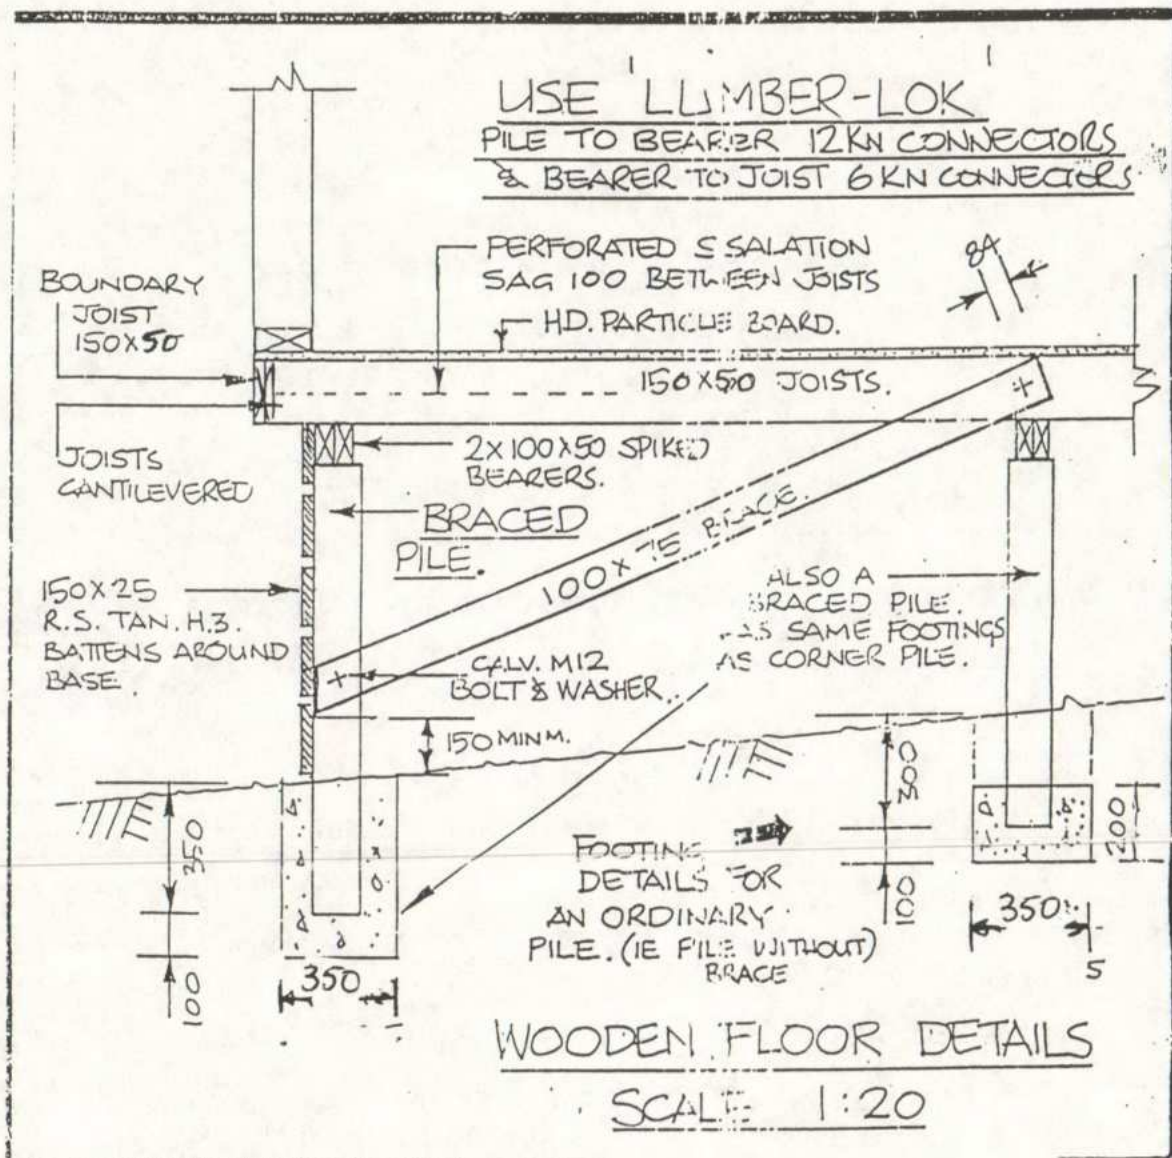 USE 'LUMBER-LOK'
PILE TO BEARER 12KN CONNECTORS
& BEARER TO JOIST 6KN CONNECTORS
PERFORATED SISALATION
SAG 100 BETWEEN JOISTS
H.D. PARTICLE BOARD.
BOUNDARY
JOIST
150X50
150X50 JOISTS.
JOISTS
CANTILEVERED
2X100X50 SPIKED
BEARERS.
BRACED
PILE.
100X75 BRACE.
150X25
R.S. TAN. H.3.
BATTENS AROUND
BASE.
GALV. M12
BOLT & WASHER.
ALSO A
BRACED PILE.
HAS SAME FOOTINGS
AS CORNER PILE.
150 MINM.
350
100
350
FOOTING
DETAILS FOR
AN ORDINARY
PILE. (IE PILE WITHOUT)
BRACE
300
100
200
350
WOODEN FLOOR DETAILS
SCALE 1:20